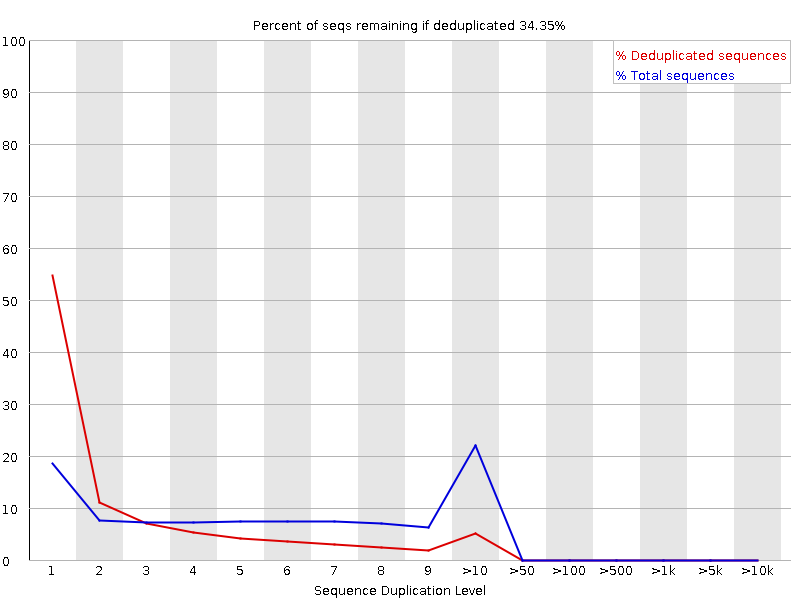 Percent of seqs remaining if deduplicated 34.35%
% Deduplicated sequences
% Total sequences
100
90
80
70
60
50
40
30
20
10
0
1 2 3 4 5 6 7 8 9 >10 >50 >100 >500 >1k >5k >10k
Sequence Duplication Level